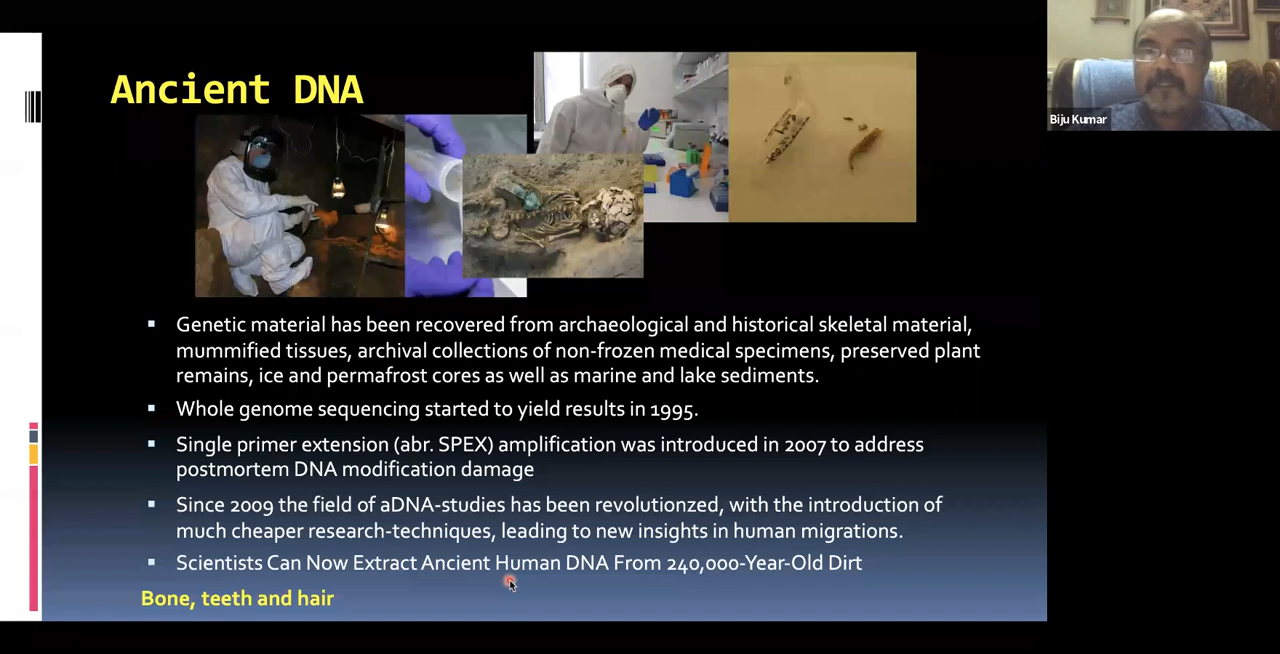 Ancient DNA
Biju Kumar
Genetic material has been recovered from archaeological and historical skeletal material,
mummified tissues, archival collections of non-frozen medical specimens, preserved plant
remains, ice and permafrost cores as well as marine and lake sediments.
Whole genome sequencing started to yield results in 1995.
Single primer extension (abr. SPEX) amplification was introduced in 2007 to address
postmortem DNA modification damage
Since 2009 the field of aDNA-studies has been revolutionzed, with the introduction of
much cheaper research-techniques, leading to new insights in human migrations.
Scientists Can Now Extract Ancient Human DNA From 240,000-Year-Old Dirt
Bone, teeth and hair